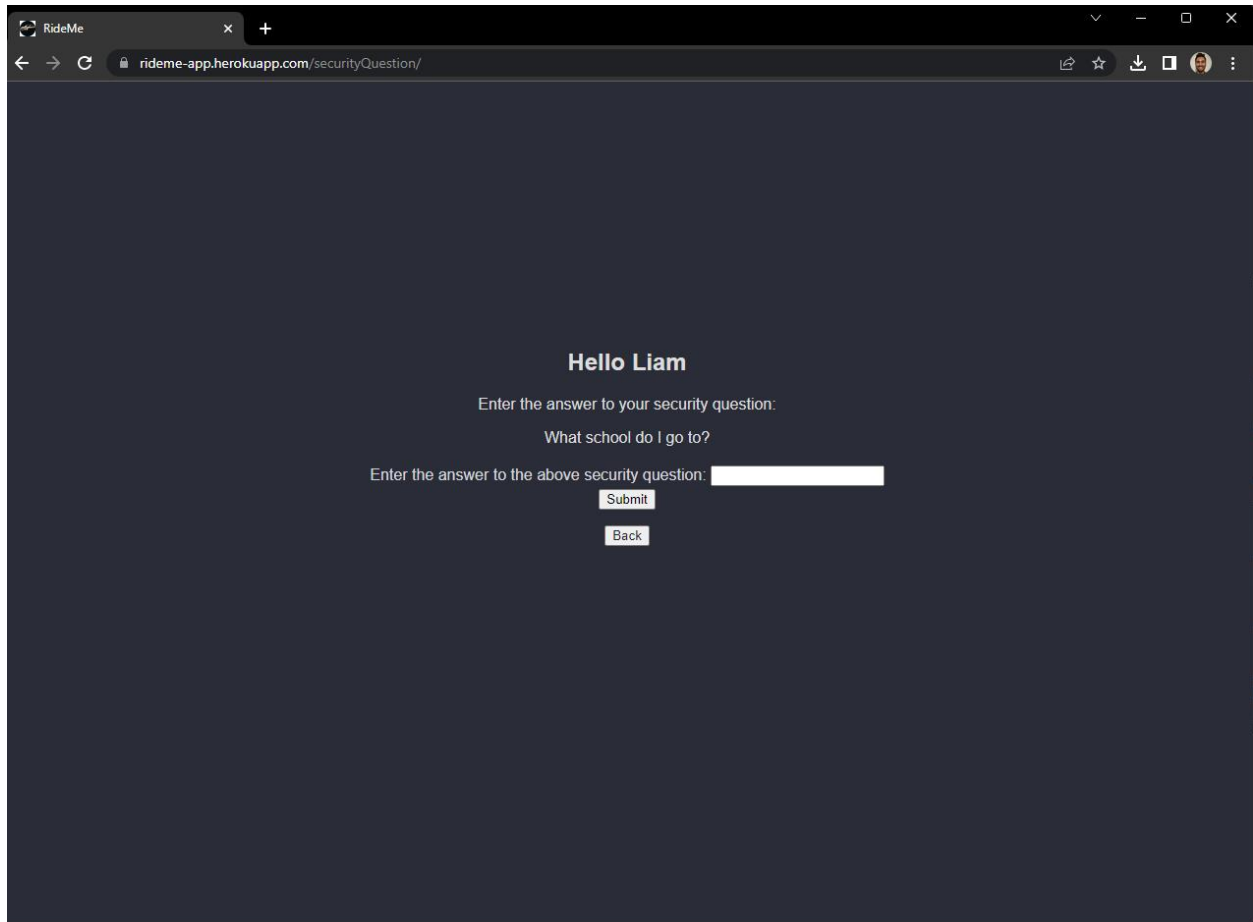 RideMe
rideme-app.herokuapp.com/securityQuestion/
Hello Liam
Enter the answer to your security question:
What school do I go to?
Enter the answer to the above security question:
Submit
Back